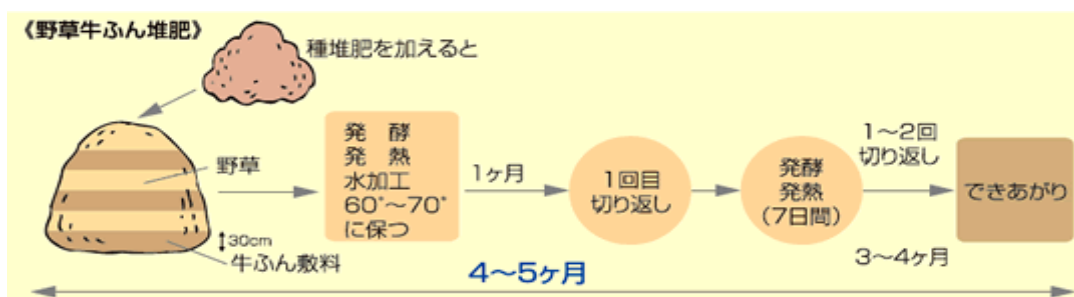 《野草牛ふん堆肥》
種堆肥を加えると
野草
30cm
牛ふん敷料
発 酵
発 熱
水加工
60°～70°
に保つ
1ヶ月
1回目
切り返し
発酵
発熱
（7日間）
1～2回
切り返し
3～4ヶ月
できあがり
4～5ヶ月